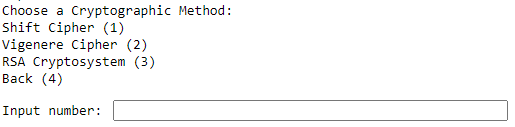 Choose a Cryptographic Method:
Shift Cipher (1)
Vigenere Cipher (2)
RSA Cryptosystem (3)
Back (4)
Input number: